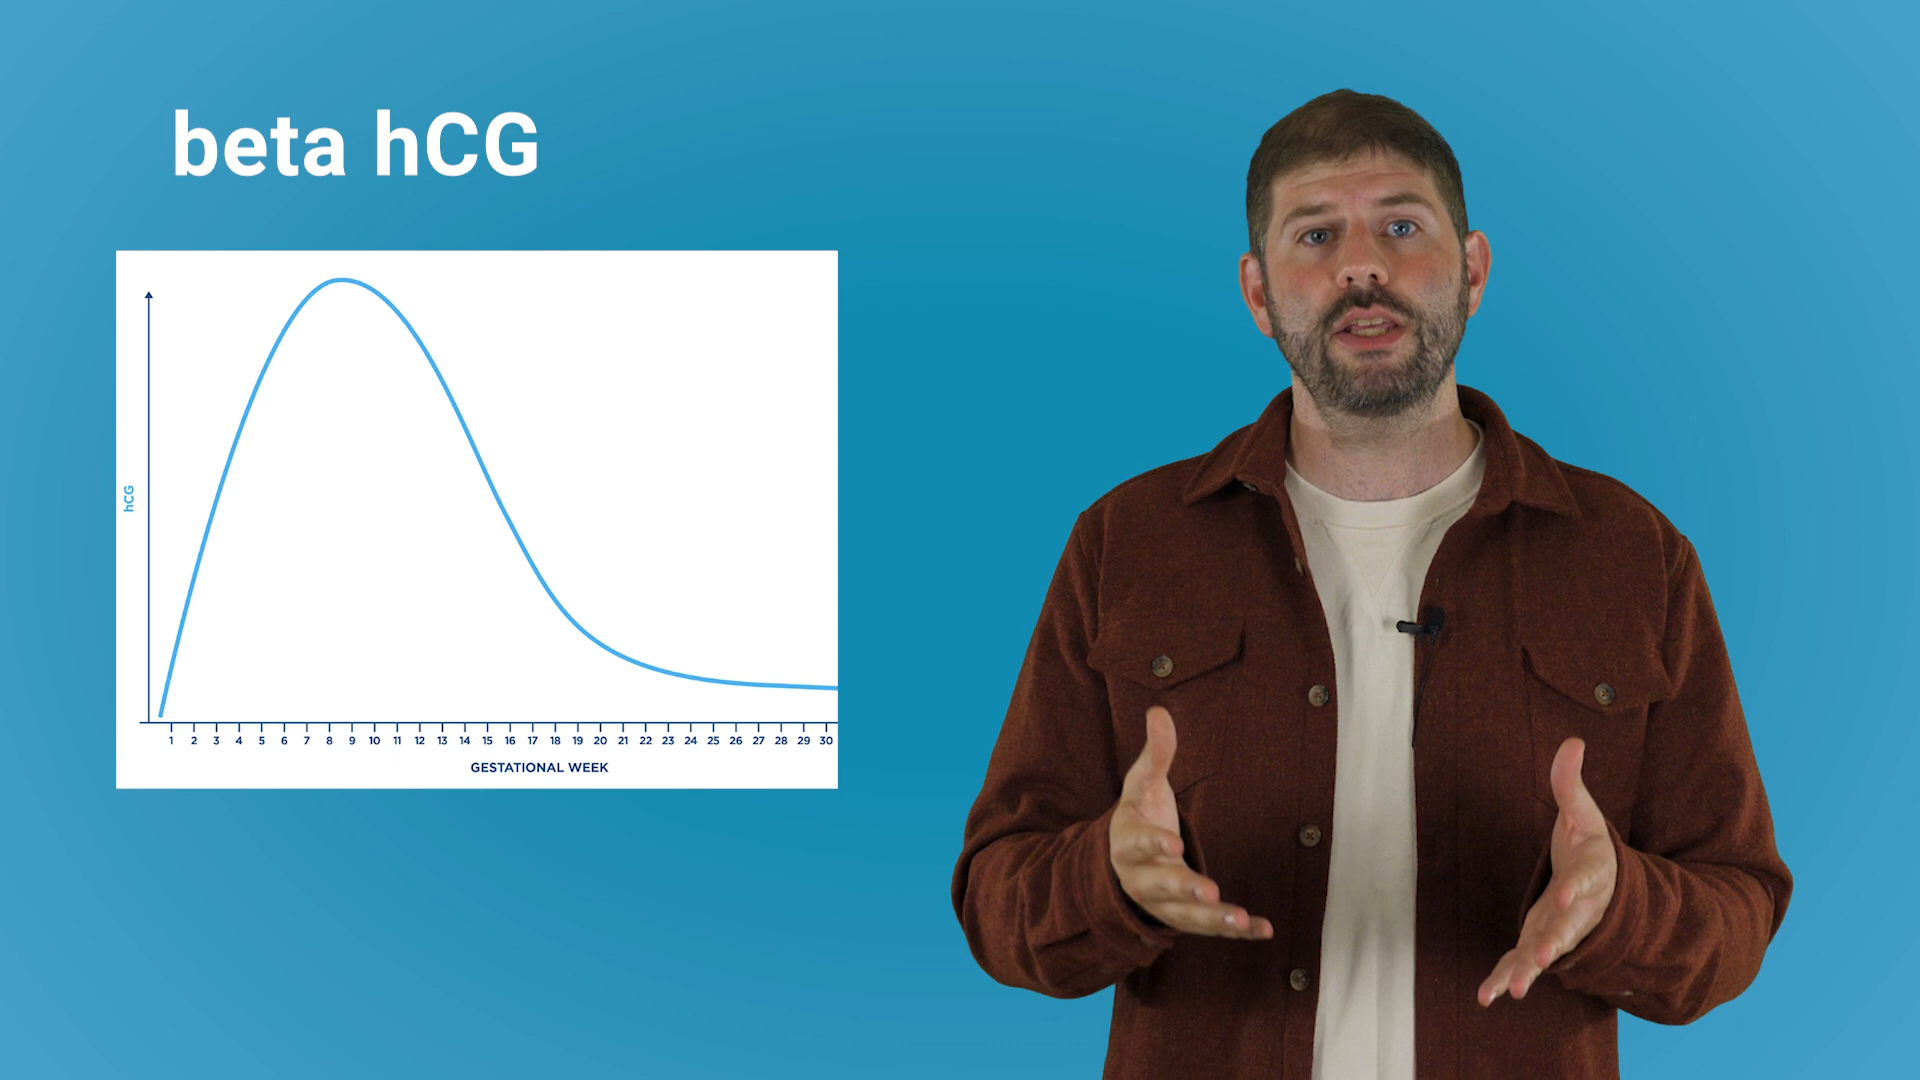 beta hCG
hCG
1 2 3 4 5 6 7 8 9 10 11 12 13 14 15 16 17 18 19 20 21 22 23 24 25 26 27 28 29 30
GESTATIONAL WEEK